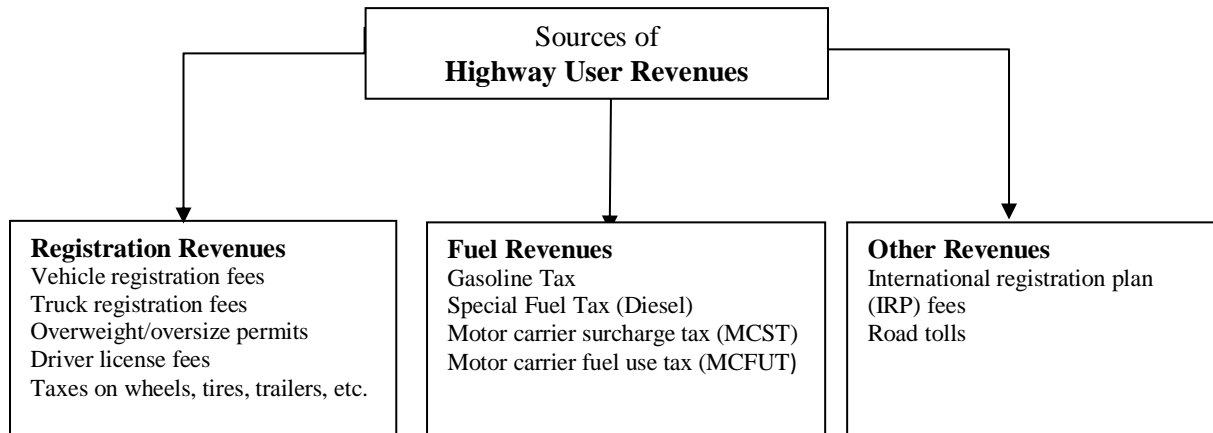 Sources of
Highway User Revenues
Registration Revenues
Vehicle registration fees
Truck registration fees
Overweight/oversize permits
Driver license fees
Taxes on wheels, tires, trailers, etc.
Fuel Revenues
Gasoline Tax
Special Fuel Tax (Diesel)
Motor carrier surcharge tax (MCST)
Motor carrier fuel use tax (MCFUT)
Other Revenues
International registration plan
(IRP) fees
Road tolls